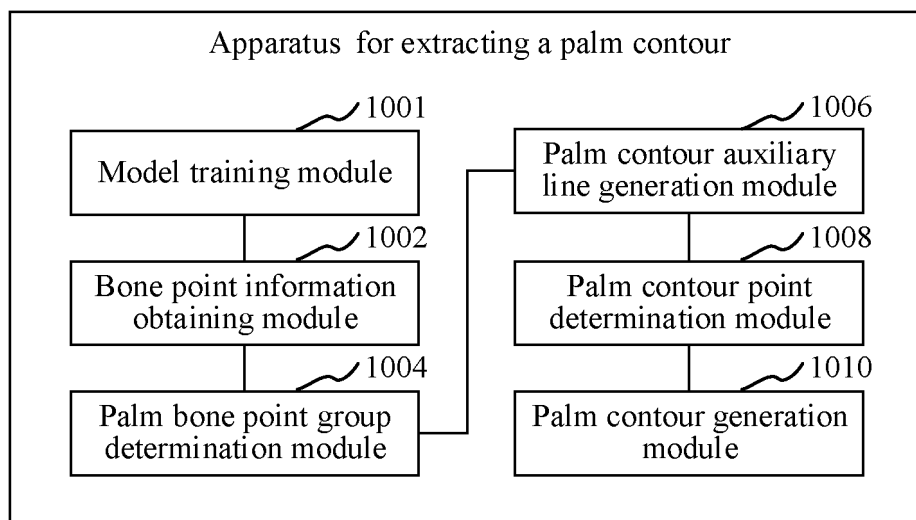 Apparatus for extracting a palm contour
1001
Model training module
1002
Bone point information
obtaining module
1004
Palm bone point group
determination module
1006
Palm contour auxiliary
line generation module
1008
Palm contour point
determination module
1010
Palm contour generation
module